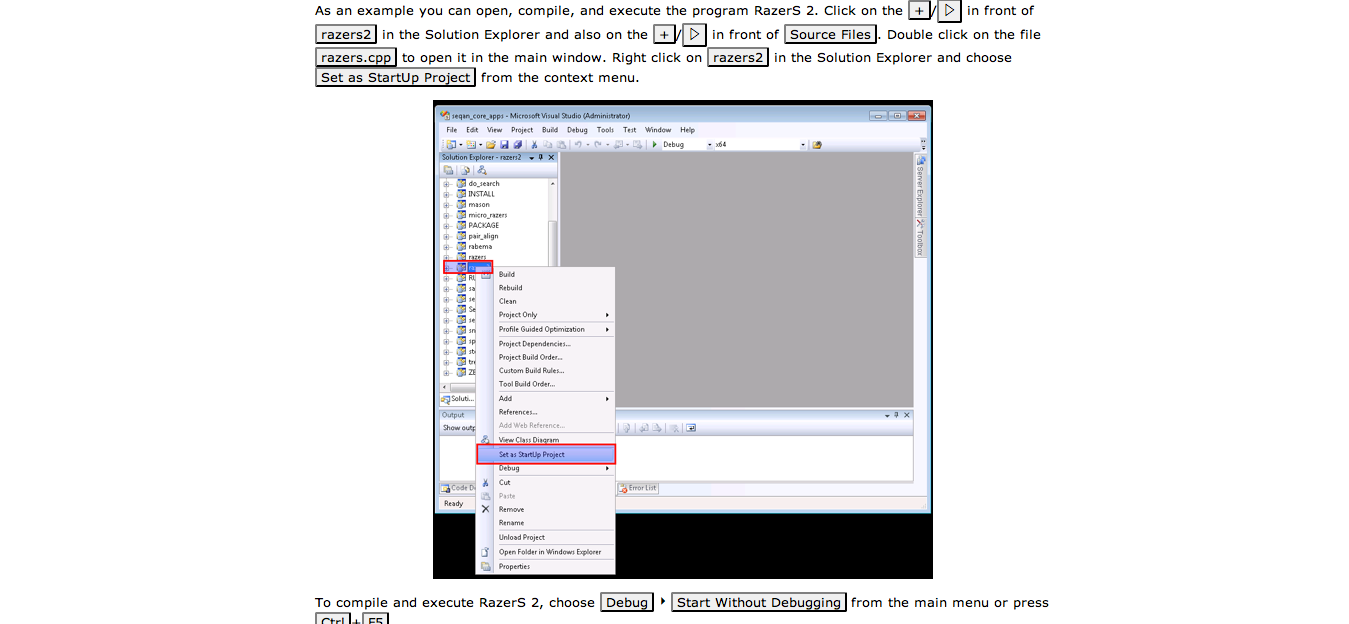 As an example you can open, compile, and execute the program RazerS 2. Click on the + / ▷ in front of
razers2 in the Solution Explorer and also on the + / ▷ in front of Source Files. Double click on the file
razers.cpp to open it in the main window. Right click on razers2 in the Solution Explorer and choose
Set as StartUp Project from the context menu.
seqan_core_apps - Microsoft Visual Studio (Administrator)
File Edit View Project Build Debug Tools Test Window Help
Debug x64
Solution Explorer - razers2
do_search
INSTALL
mason
micro_razers
PACKAGE
pair_align
rabema
razers
Soluti...
Build
Rebuild
Clean
Project Only
Profile Guided Optimization
Project Dependencies...
Project Build Order...
Custom Build Rules...
Tool Build Order...
Add
References...
Add Web Reference...
View Class Diagram
Set as StartUp Project
Debug
Cut
Paste
Remove
Rename
Unload Project
Open Folder in Windows Explorer
Properties
Server Explorer
Toolbox
Output
Show outp
Code D
Error List
Ready
To compile and execute RazerS 2, choose Debug ‣ Start Without Debugging from the main menu or press
Ctrl + F5